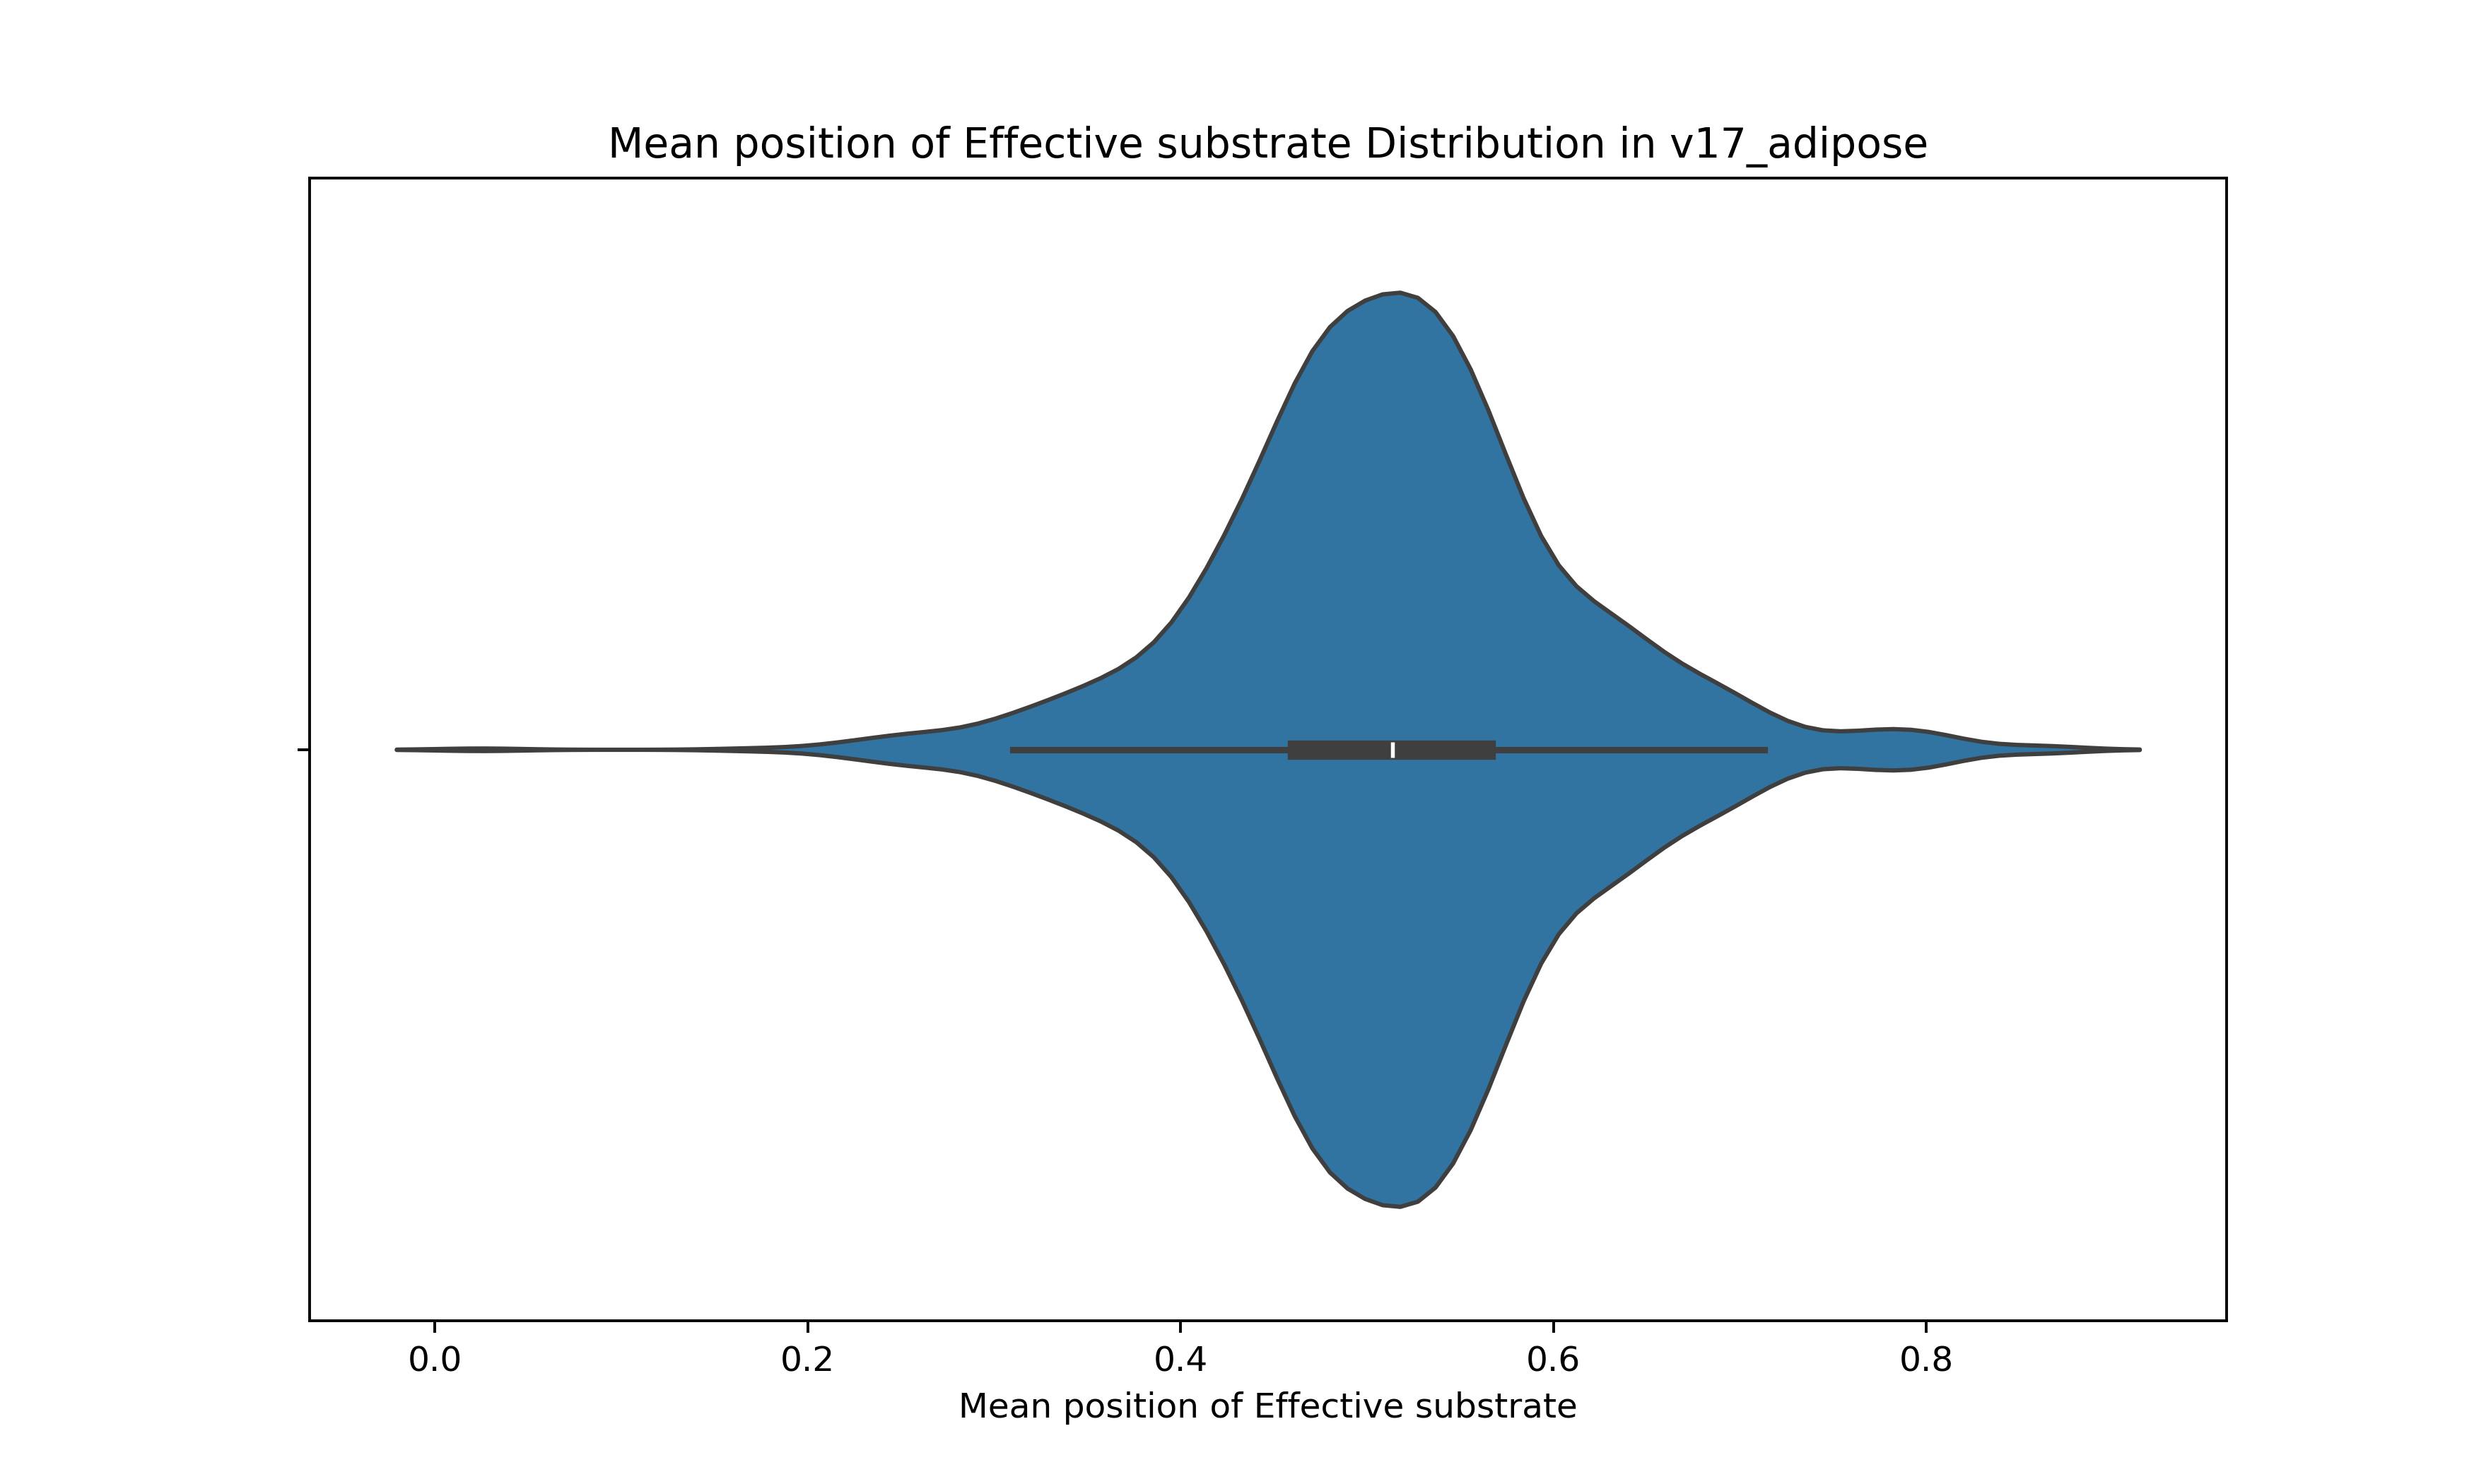 Mean position of Effective substrate Distribution in v17_adipose
0.0 0.2 0.4 0.6 0.8
Mean position of Effective substrate